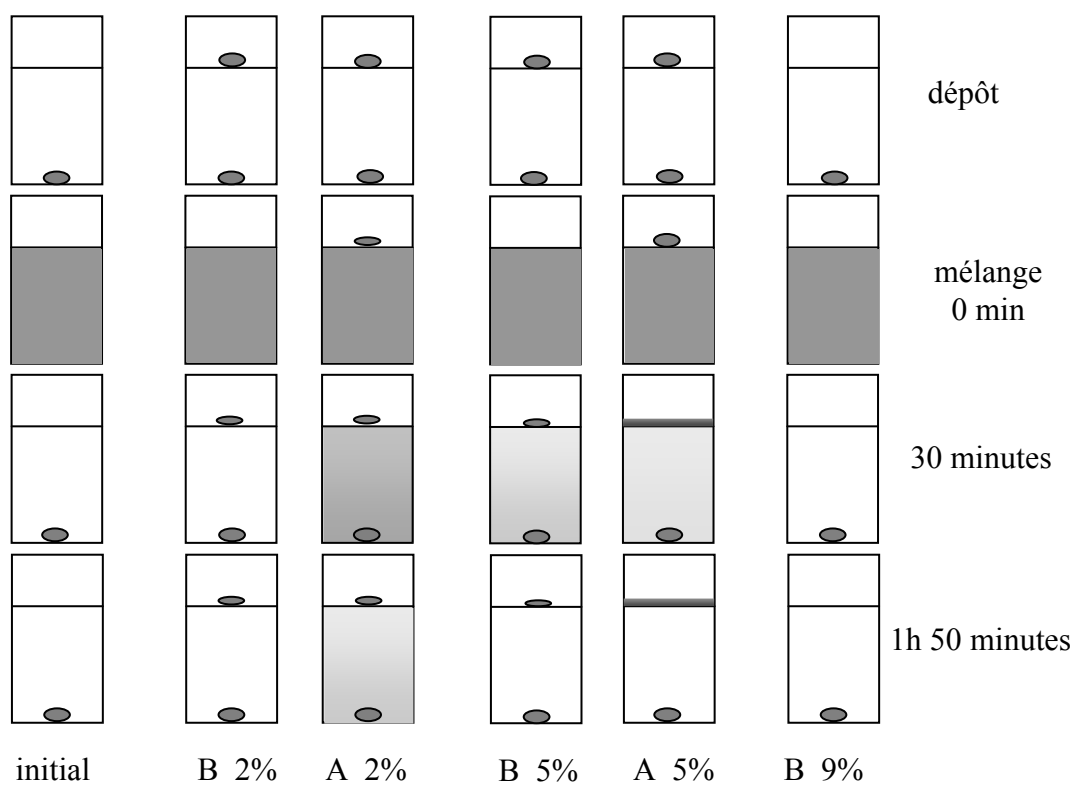 dépôt
mélange
0 min
30 minutes
1h 50 minutes
initial B 2% A 2% B 5% A 5% B 9%